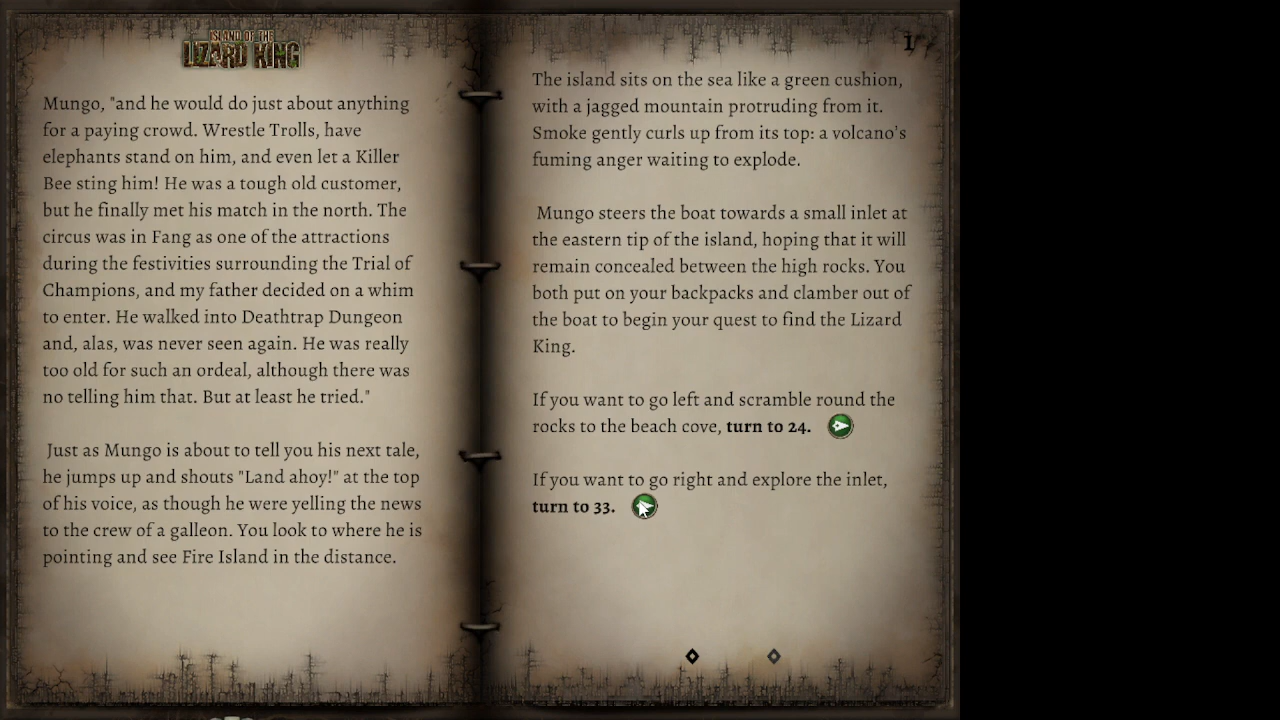 ISLAND OF THE
LIZARD KING
Mungo, "and he would do just about anything
for a paying crowd. Wrestle Trolls, have
elephants stand on him, and even let a Killer
Bee sting him! He was a tough old customer,
but he finally met his match in the north. The
circus was in Fang as one of the attractions
during the festivities surrounding the Trial of
Champions, and my father decided on a whim
to enter. He walked into Deathtrap Dungeon
and, alas, was never seen again. He was really
too old for such an ordeal, although there was
no telling him that. But at least he tried."
Just as Mungo is about to tell you his next tale,
he jumps up and shouts "Land ahoy!" at the top
of his voice, as though he were yelling the news
to the crew of a galleon. You look to where he is
pointing and see Fire Island in the distance.
1
The island sits on the sea like a green cushion,
with a jagged mountain protruding from it.
Smoke gently curls up from its top: a volcano's
fuming anger waiting to explode.
Mungo steers the boat towards a small inlet at
the eastern tip of the island, hoping that it will
remain concealed between the high rocks. You
both put on your backpacks and clamber out of
the boat to begin your quest to find the Lizard
King.
If you want to go left and scramble round the
rocks to the beach cove, turn to 24.
If you want to go right and explore the inlet,
turn to 33.